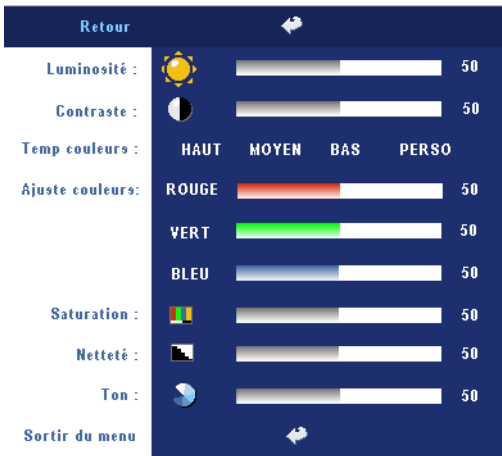 Retour
Luminosité : 50
Contraste : 50
Temp couleurs : HAUT MOYEN BAS PERSO
Ajuste couleurs: ROUGE 50
VERT 50
BLEU 50
Saturation : 50
Netteté : 50
Ton : 50
Sortir du menu